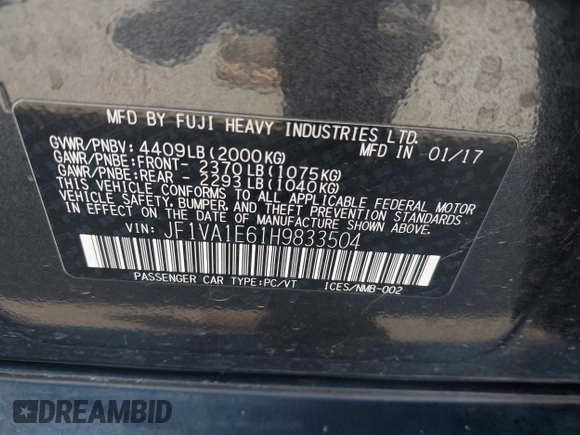 MFD BY FUJI HEAVY INDUSTRIES LTD.
GVWR/PNBV: 4409LB(2000KG) MFD IN 01/17
GAWR/PNBE:FRONT- 2370LB(1075KG)
GAWR/PNBE:REAR - 2293LB(1040KG)
THIS VEHICLE CONFORMS TO ALL APPLICABLE FEDERAL MOTOR
VEHICLE SAFETY, BUMPER, AND THEFT PREVENTION STANDARDS
IN EFFECT ON THE DATE OF MANUFACTURE SHOWN ABOVE.
VIN: JF1VA1E61H9833504
PASSENGER CAR TYPE:PC/VT ICES/NMB-002
DREAMBID